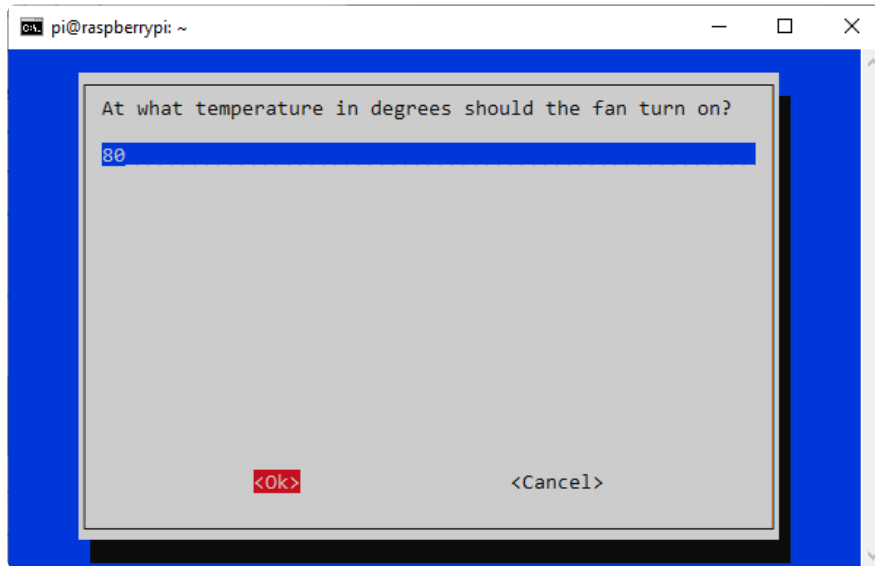 pi@raspberrypi: ~
At what temperature in degrees should the fan turn on?
80
<Ok> <Cancel>